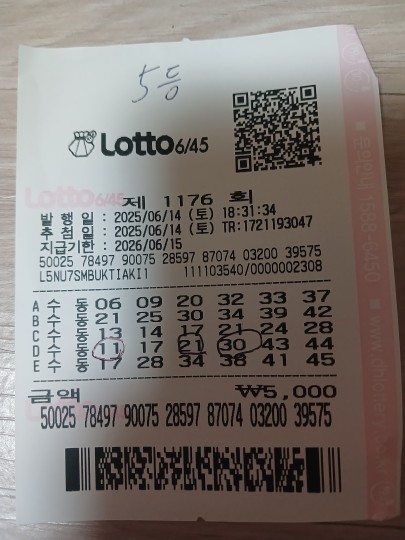 5등
Lotto 6/45
제 1176 회
발 행 일 : 2025/06/14 (토) 18:31:34
추 첨 일 : 2025/06/14 (토) TR:1721193047
지급기한 : 2026/06/15
50025 78497 90075 28597 87074 03200 39575
L5NU7SMBUKTIAKI1 111103540/0000002308
A 수동 06 09 20 32 33 37
B 수동 21 25 30 34 39 42
C 수동 13 14 17 21 24 28
D 수동 11 17 21 30 43 44
E 수동 17 28 34 38 41 45
금액 ₩5,000
50025 78497 90075 28597 87074 03200 39575